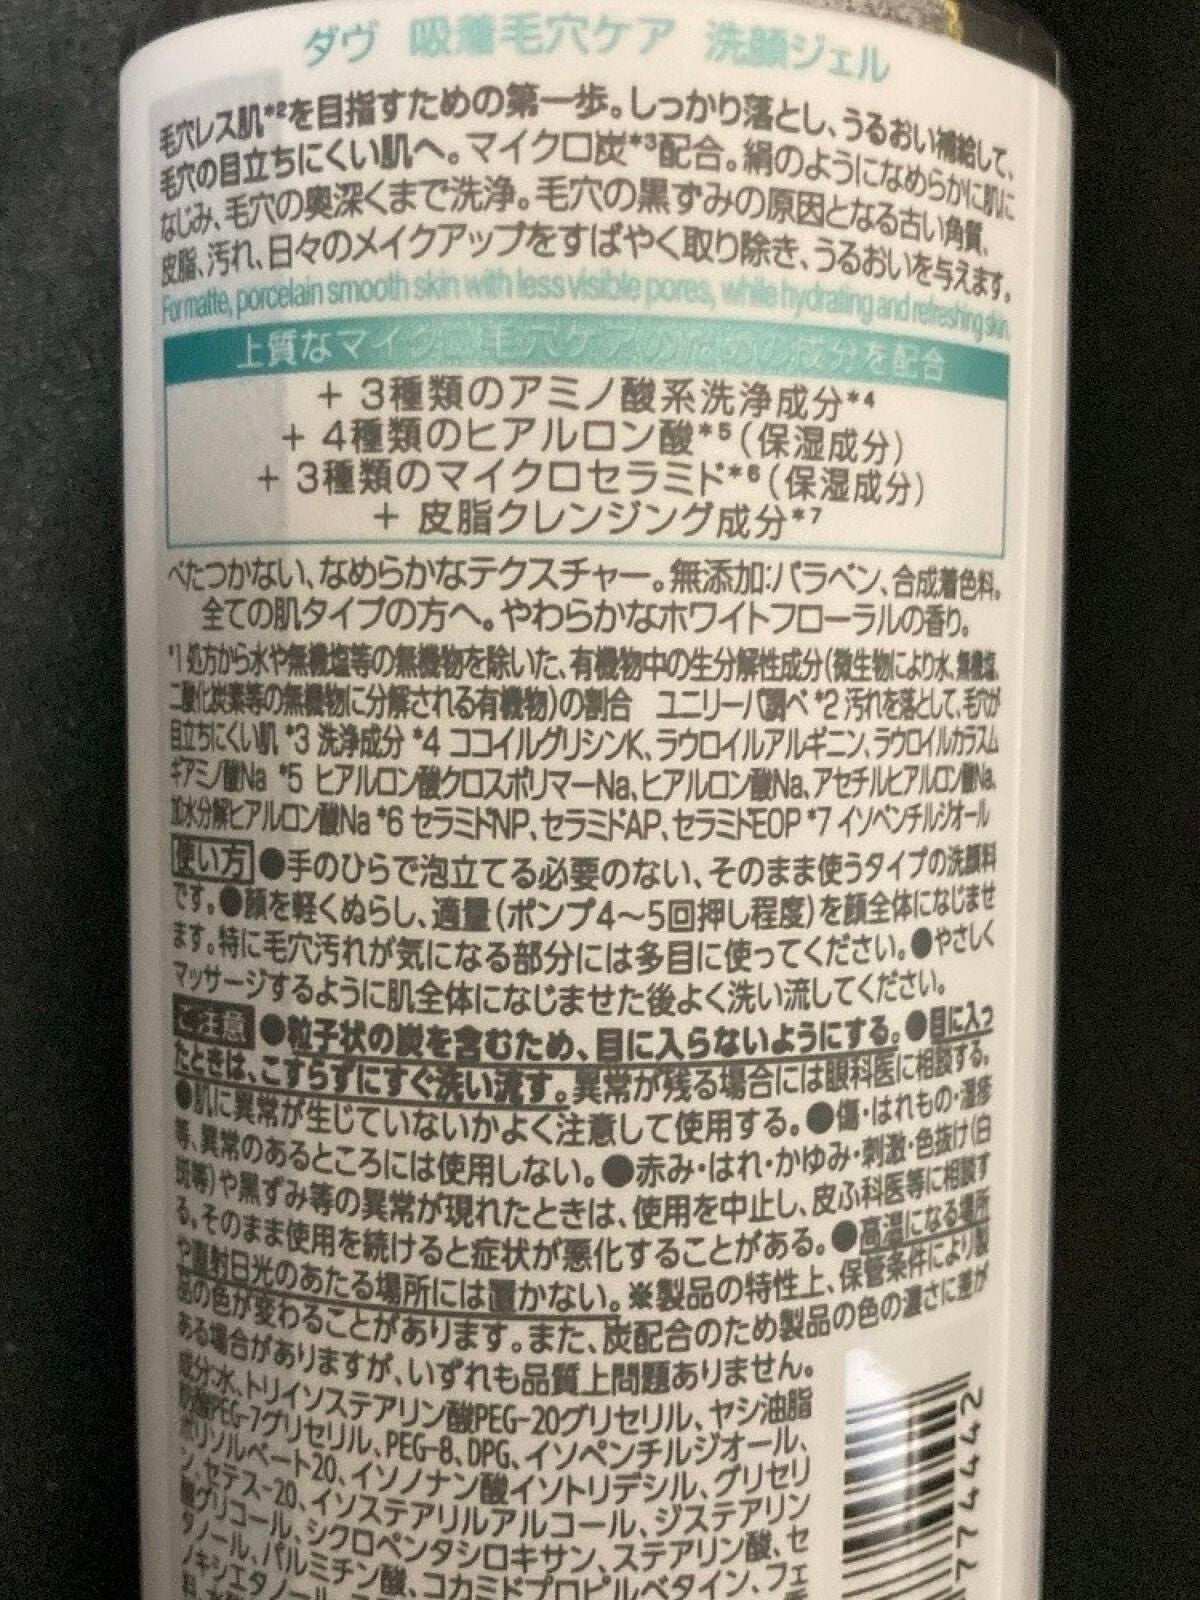 ダヴ 吸着毛穴ケア 洗顔ジェル
毛穴レス肌*2を目指すための第一歩。しっかり落とし、うるおい補給して、
毛穴の目立ちにくい肌へ。マイクロ炭*3配合。絹のようになめらかに肌に
なじみ、毛穴の奥深くまで洗浄。毛穴の黒ずみの原因となる古い角質、
皮脂、汚れ、日々のメイクアップをすばやく取り除き、うるおいを与えます。
For matte, porcelain smooth skin with less visible pores, while hydrating and refreshing skin.
上質なマイクロ炭毛穴ケアのための成分を配合
+ 3種類のアミノ酸系洗浄成分*4
+ 4種類のヒアルロン酸*5(保湿成分)
+ 3種類のマイクロセラミド*6(保湿成分)
+ 皮脂クレンジング成分*7
べたつかない、なめらかなテクスチャー。無添加:パラベン、合成着色料。
全ての肌タイプの方へ。やわらかなホワイトフローラルの香り。
*1 処方から水や無機塩等の無機物を除いた、有機物中の生分解性成分(微生物により水、無機塩、
二酸化炭素等の無機物に分解される有機物)の割合 ユニリーバ調べ *2 汚れを落として、毛穴が
目立ちにくい肌 *3 洗浄成分 *4 ココイルグリシンK、ラウロイルアルギニン、ラウロイルカラスム
ギアミノ酸Na *5 ヒアルロン酸クロスポリマーNa、ヒアルロン酸Na、アセチルヒアルロン酸Na、
加水分解ヒアルロン酸Na *6 セラミドNP、セラミドAP、セラミドEOP *7 イソペンチルジオール
使い方 ●手のひらで泡立てる必要のない、そのまま使うタイプの洗顔料
です。●顔を軽くぬらし、適量(ポンプ4～5回押し程度)を顔全体になじませ
ます。特に毛穴汚れが気になる部分には多目に使ってください。●やさしく
マッサージするように肌全体になじませた後よく洗い流してください。
ご注意 ●粒子状の炭を含むため、目に入らないようにする。●目に入っ
たときは、こすらずにすぐ洗い流す。異常が残る場合には眼科医に相談する。
●肌に異常が生じていないかよく注意して使用する。●傷・はれもの・湿疹
等、異常のあるところには使用しない。●赤み・はれ・かゆみ・刺激・色抜け(白
斑等)や黒ずみ等の異常が現れたときは、使用を中止し、皮ふ科医等に相談す
る。そのまま使用を続けると症状が悪化することがある。●高温になる場所
や直射日光のあたる場所には置かない。※製品の特性上、保管条件により製
品の色が変わることがあります。また、炭配合のため製品の色の濃さに差が
ある場合がありますが、いずれも品質上問題ありません。
成分:水、トリイソステアリン酸PEG-20グリセリル、ヤシ油脂
肪酸PEG-7グリセリル、PEG-8、DPG、イソペンチルジオール、
ポリソルベート20、イソノナン酸イソトリデシル、グリセリ
ン、セテス-20、イソステアリルアルコール、ジステアリン
酸グリコール、シクロペンタシロキサン、ステアリン酸、セ
タノール、パルミチン酸、コカミドプロピルベタイン、フェ
ノキシエタノール